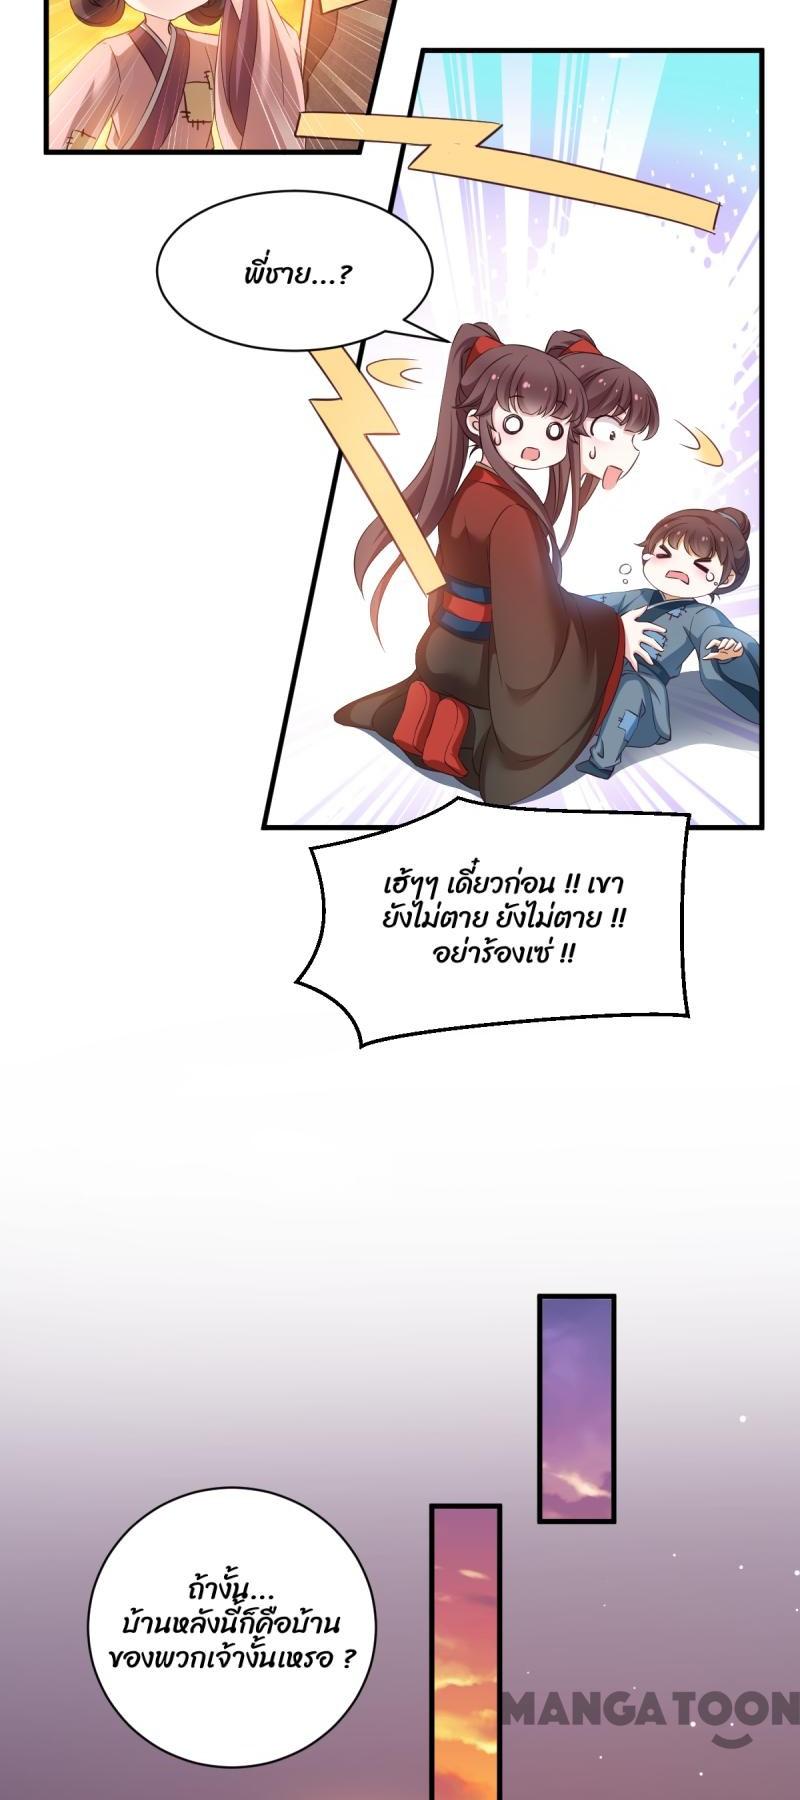 พี่ชาย...?
เฮ้ๆๆ เดี๋ยวก่อน !! เขา
ยังไม่ตาย ยังไม่ตาย !!
อย่าร้องเซ่ !!
ถ้างั้น...
บ้านหลังนี้ก็คือบ้าน
ของพวกเจ้างั้นเหรอ ?
MANGA TOON